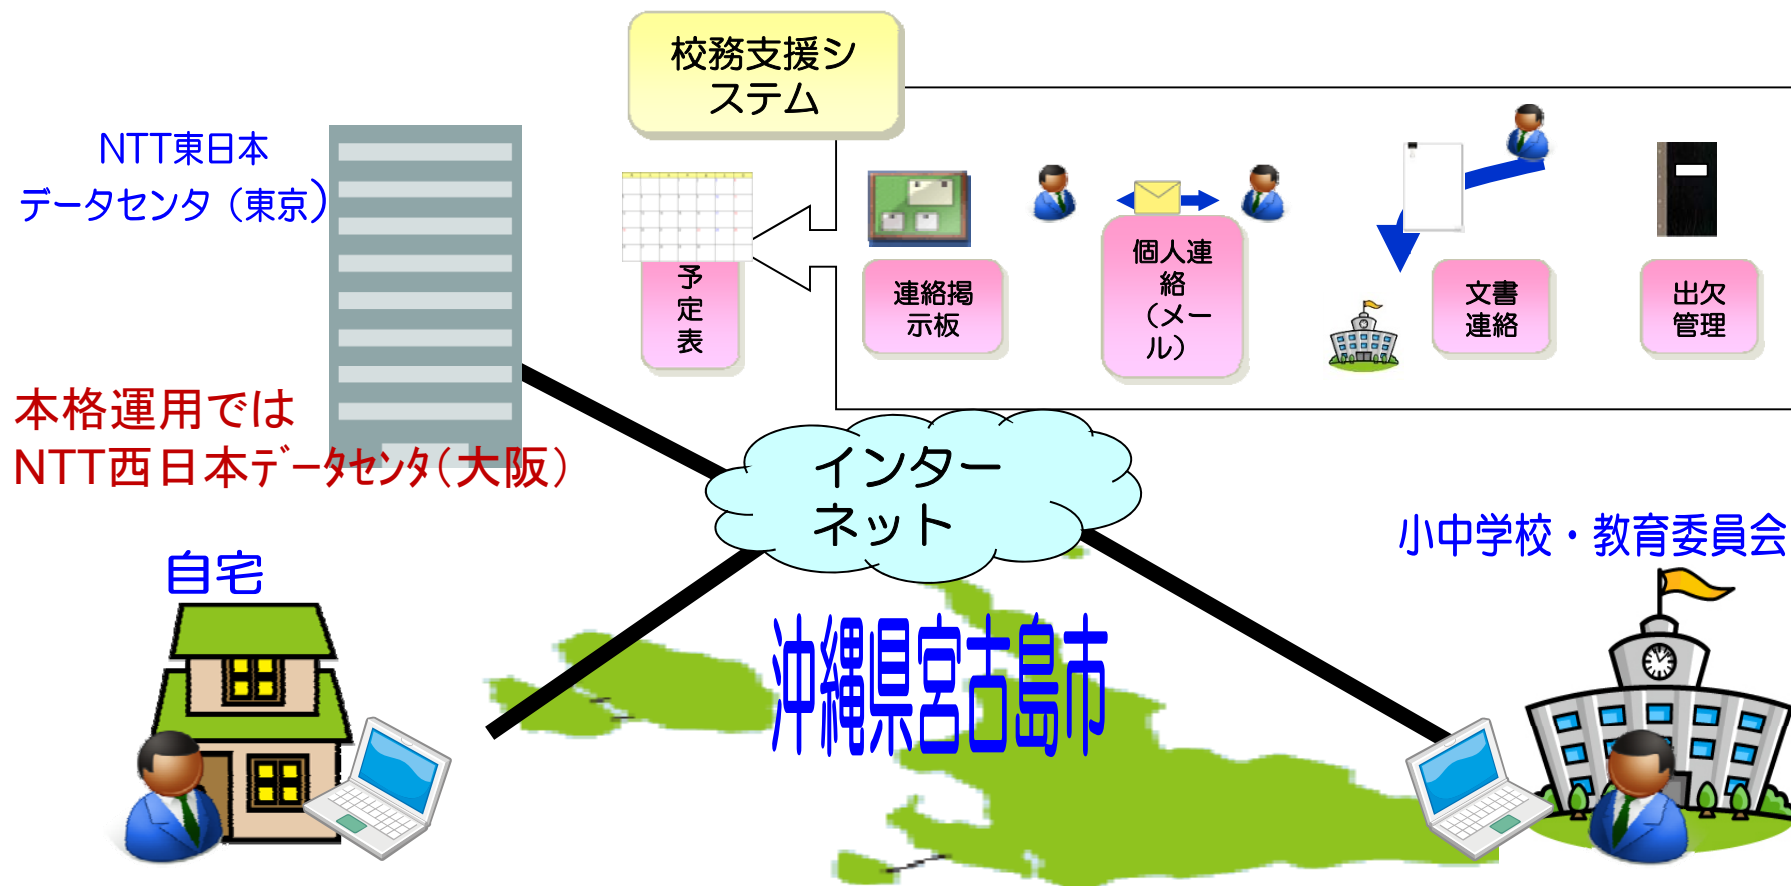 校務支援シ
ステム
NTT東日本
データセンタ（東京）
予
定
表
連絡掲
示板
個人連
絡
（メー
ル）
文書
連絡
出欠
管理
本格運用では
NTT西日本ﾃﾞｰﾀｾﾝﾀ（大阪）
インター
ネット
小中学校・教育委員会
自宅
沖縄県宮古島市